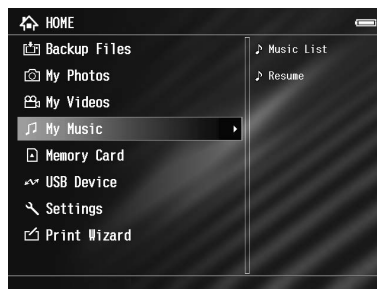 HOME
Backup Files
My Photos
My Videos
My Music
Memory Card
USB Device
Settings
Print Wizard
Music List
Resume